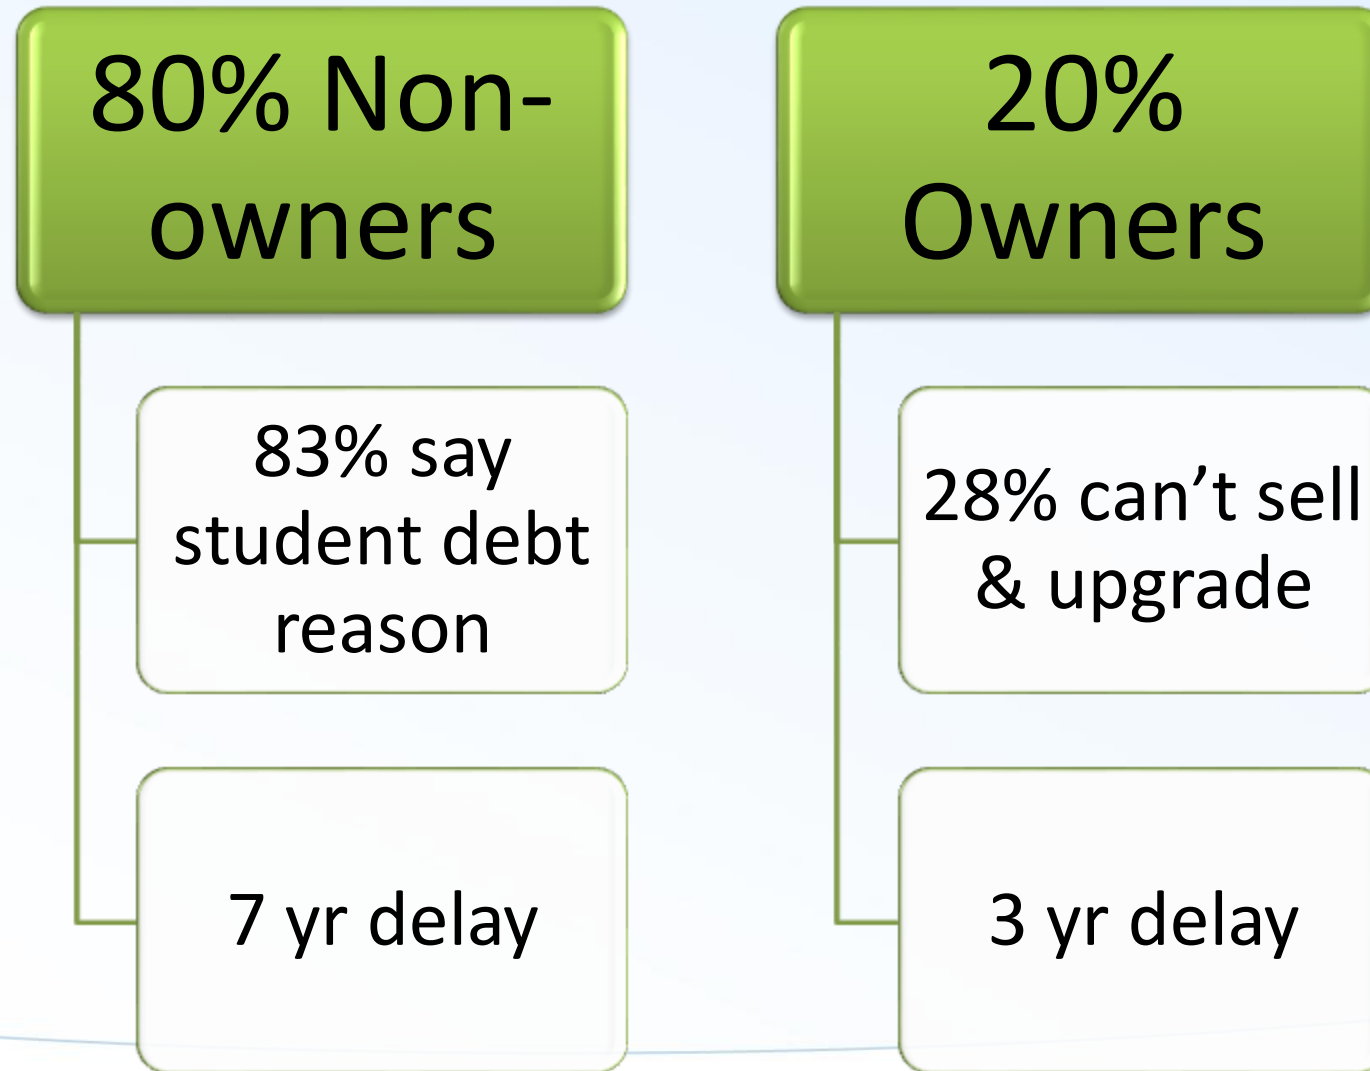 80% Non-
owners
83% say
student debt
reason
7 yr delay
20%
Owners
28% can’t sell
& upgrade
3 yr delay